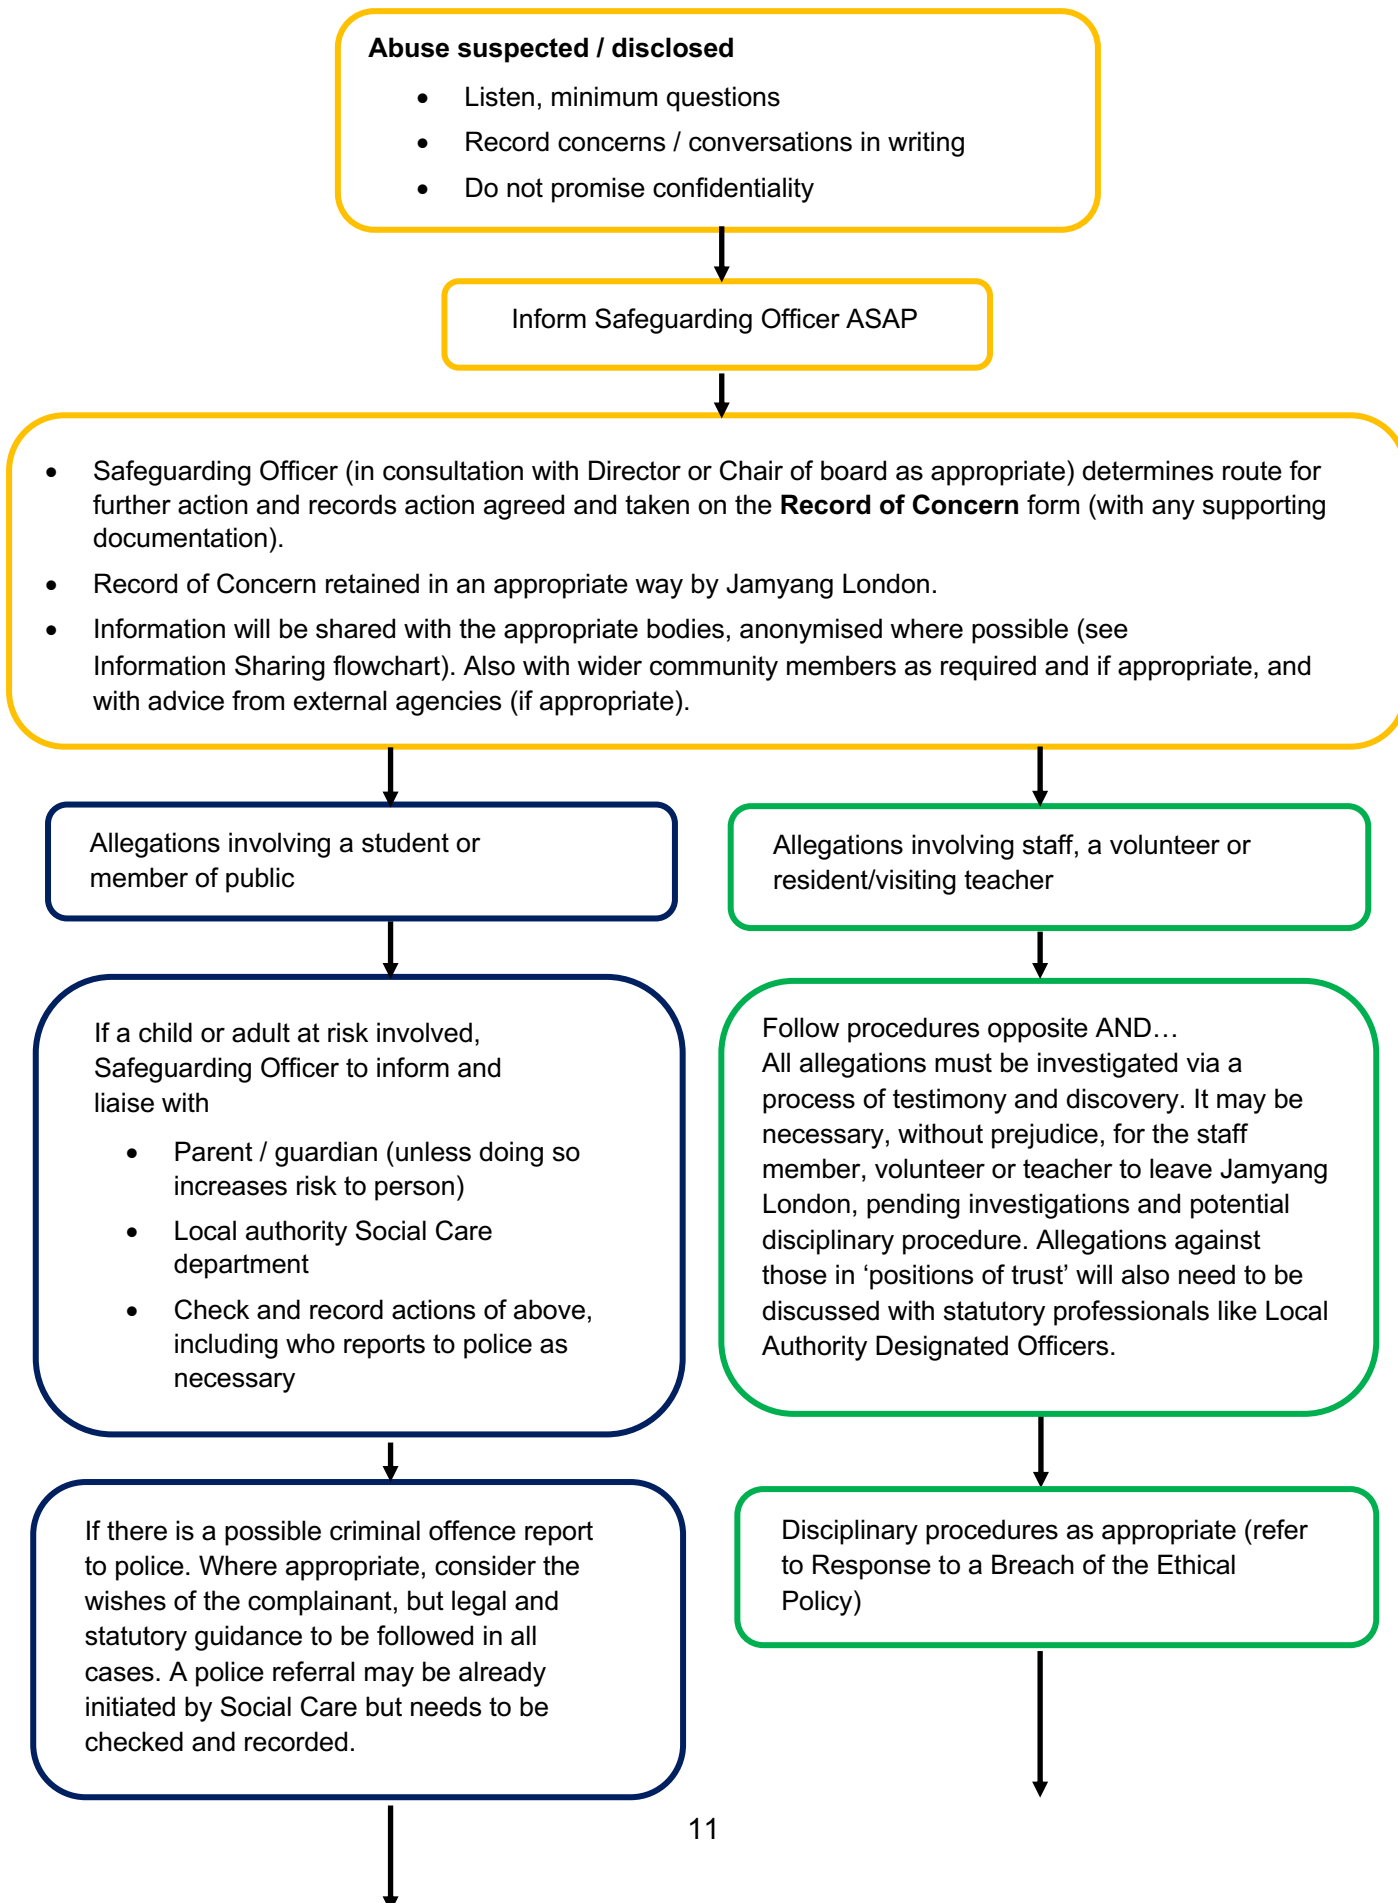 Abuse suspected / disclosed
• Listen, minimum questions
• Record concerns / conversations in writing
• Do not promise confidentiality
Inform Safeguarding Officer ASAP
• Safeguarding Officer (in consultation with Director or Chair of board as appropriate) determines route for
further action and records action agreed and taken on the Record of Concern form (with any supporting
documentation).
• Record of Concern retained in an appropriate way by Jamyang London.
• Information will be shared with the appropriate bodies, anonymised where possible (see
Information Sharing flowchart). Also with wider community members as required and if appropriate, and
with advice from external agencies (if appropriate).
Allegations involving a student or
member of public
If a child or adult at risk involved,
Safeguarding Officer to inform and
liaise with
• Parent / guardian (unless doing so
increases risk to person)
• Local authority Social Care
department
• Check and record actions of above,
including who reports to police as
necessary
If there is a possible criminal offence report
to police. Where appropriate, consider the
wishes of the complainant, but legal and
statutory guidance to be followed in all
cases. A police referral may be already
initiated by Social Care but needs to be
checked and recorded.
Allegations involving staff, a volunteer or
resident/visiting teacher
Follow procedures opposite AND…
All allegations must be investigated via a
process of testimony and discovery. It may be
necessary, without prejudice, for the staff
member, volunteer or teacher to leave Jamyang
London, pending investigations and potential
disciplinary procedure. Allegations against
those in ‘positions of trust’ will also need to be
discussed with statutory professionals like Local
Authority Designated Officers.
Disciplinary procedures as appropriate (refer
to Response to a Breach of the Ethical
Policy)
11